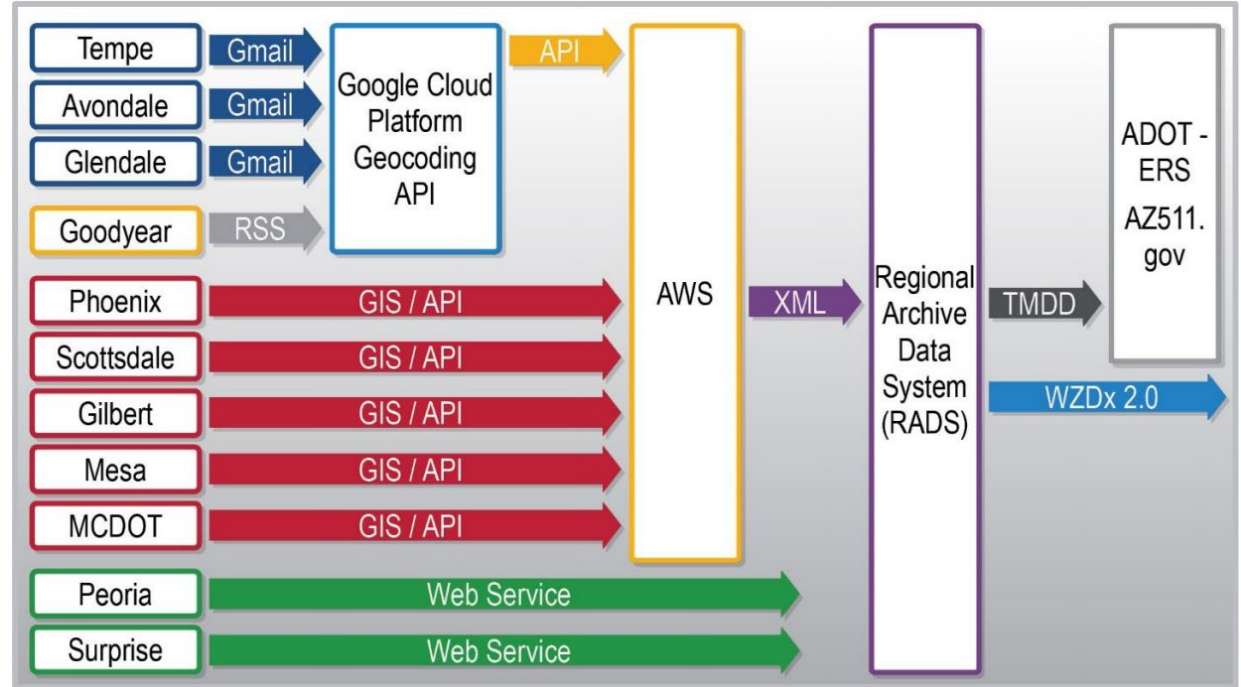 Tempe
Gmail
Avondale
Gmail
Glendale
Gmail
Goodyear
RSS
Google Cloud
Platform
Geocoding
API
API
Phoenix
GIS / API
Scottsdale
GIS / API
Gilbert
GIS / API
Mesa
GIS / API
MCDOT
GIS / API
AWS
Peoria
Web Service
Surprise
Web Service
XML
Regional
Archive
Data
System
(RADS)
TMDD
ADOT -
ERS
AZ511.
gov
WZDx 2.0